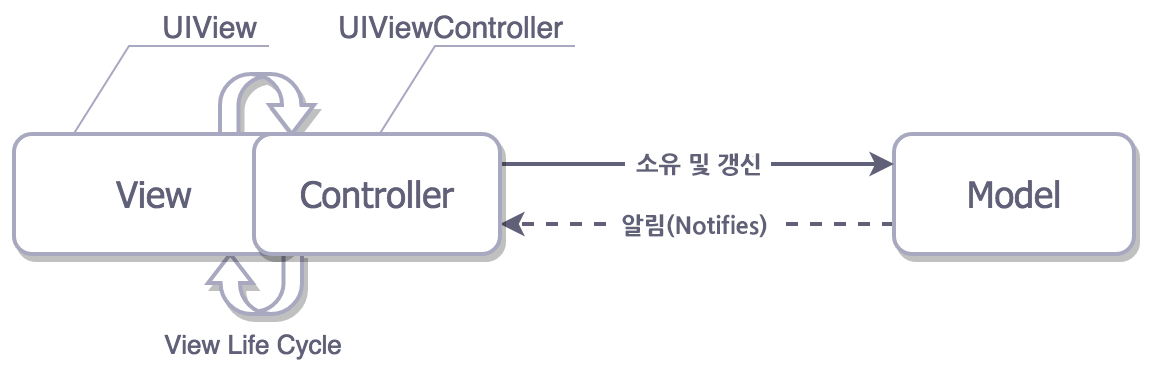 UIView
UIViewController
View
Controller
소유 및 갱신
알림(Notifies)
Model
View Life Cycle